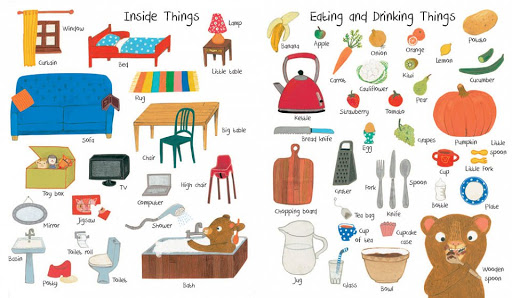 Inside Things
Window
Curtain
Bed
Lamp
Little table
Rug
Sofa
Big table
Chair
Toy box
TV
Computer
High chair
Jigsaw
Mirror
Shower
Basin
Toilet roll
Potty
Toilet
Bath
Eating and Drinking Things
Banana
Apple
Carrot
Onion
Orange
Potato
Lemon
Cauliflower
Kiwi
Cucumber
Kettle
Strawberry
Tomato
Pear
Pumpkin
Bread knife
Egg
Grapes
Cup
Little
spoon
Chopping board
Grater
Fork
Knife
Spoon
Little fork
Bottle
Plate
Tea bag
Cup
of tea
Cupcake
case
Jug
Glass
Bowl
Wooden
spoon